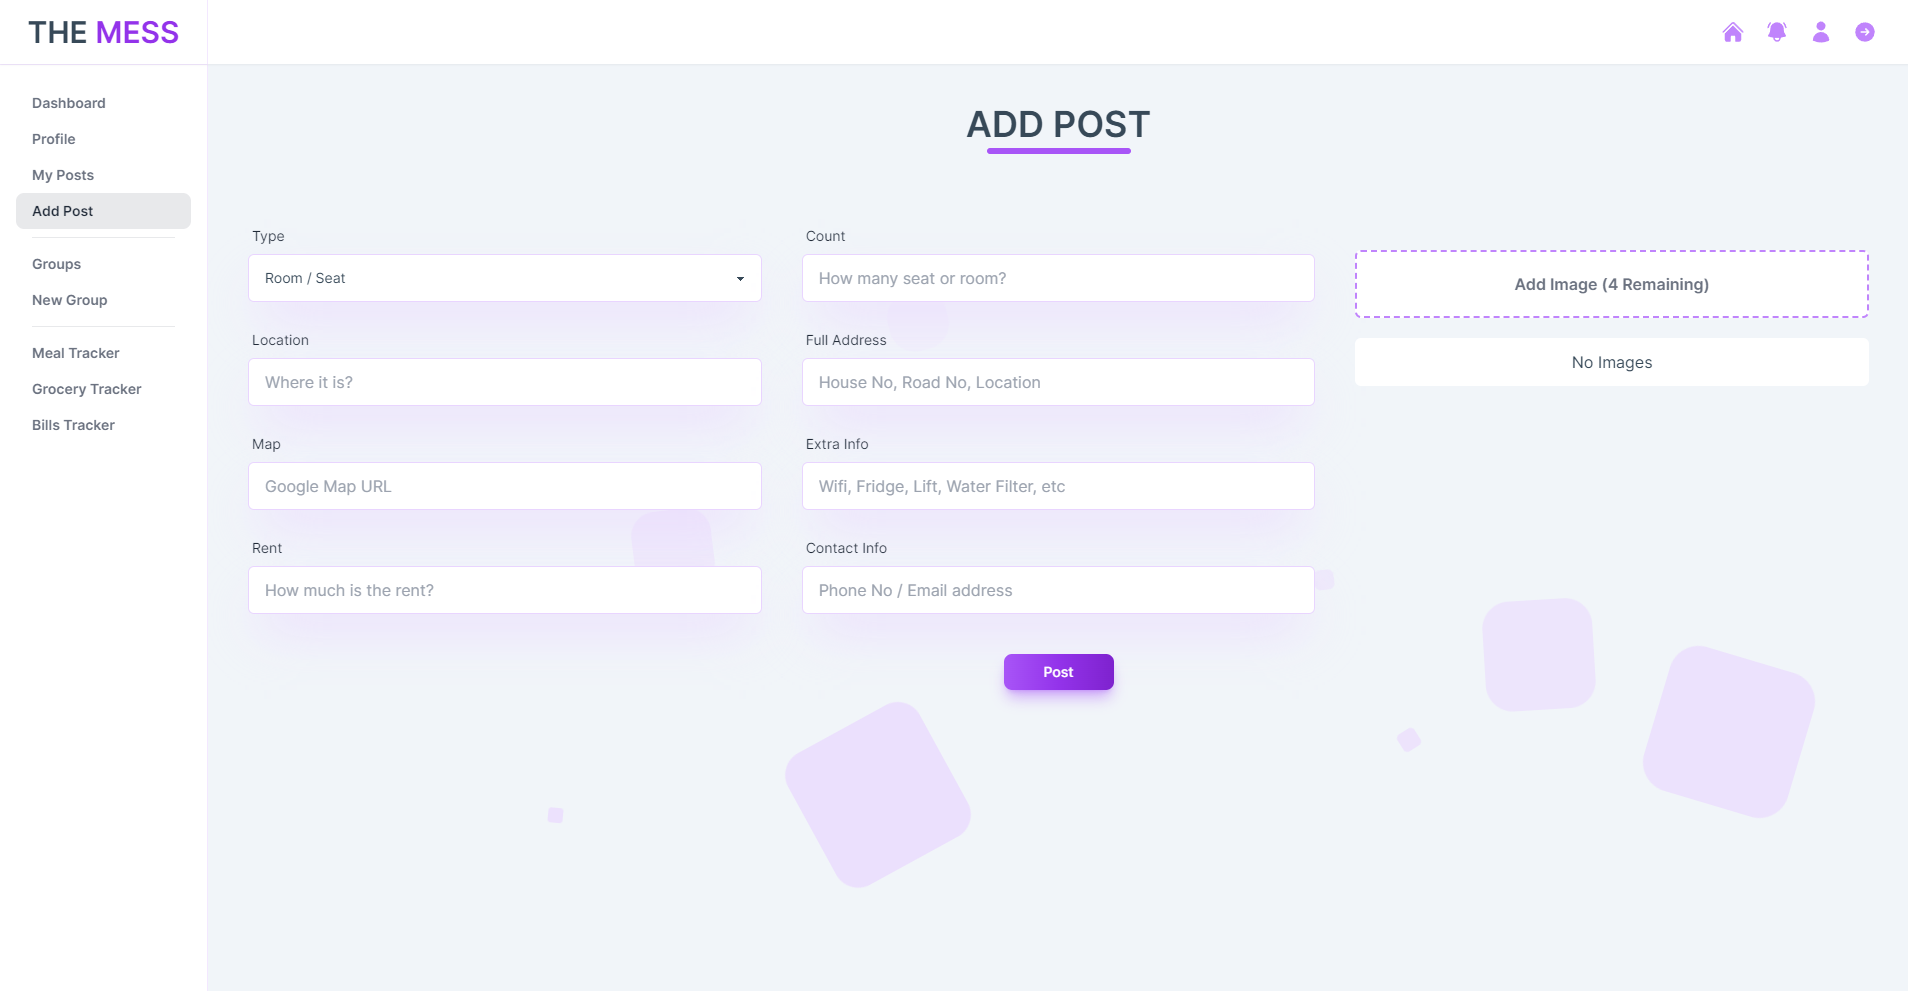 THE MESS
Dashboard
Profile
My Posts
Add Post
Groups
New Group
Meal Tracker
Grocery Tracker
Bills Tracker
ADD POST
Type
Room / Seat
Count
How many seat or room?
Location
Where it is?
Full Address
House No, Road No, Location
Map
Google Map URL
Extra Info
Wifi, Fridge, Lift, Water Filter, etc
Rent
How much is the rent?
Contact Info
Phone No / Email address
Post
Add Image (4 Remaining)
No Images